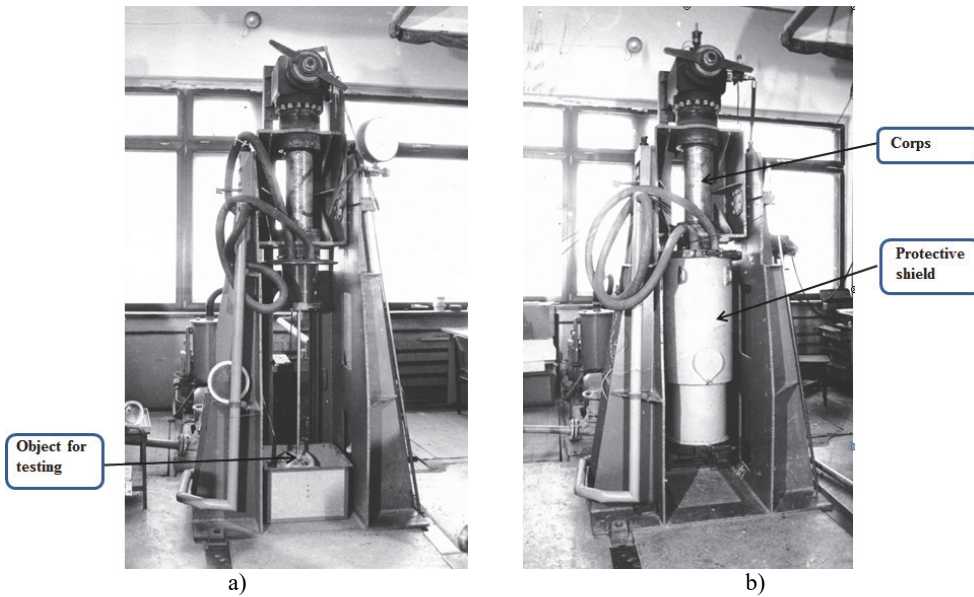 Corps
Protective
shield
Object for
testing
a)
b)